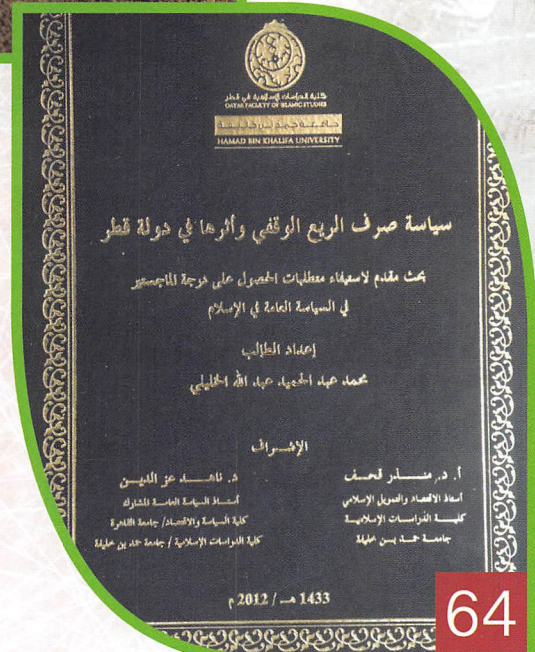 كلية الدراسات الإسلامية في قطر
QATAR FACULTY OF ISLAMIC STUDIES
جامعة حمد بن خليفة
HAMAD BIN KHALIFA UNIVERSITY
سياسة صرف الريع الوقفي وأثرها في دولة قطر
بحث مقدم لاستيفاء متطلبات الحصول على درجة الماجستير
في السياسة العامة في الإسلام
إعداد الطالب
محمد عبد الحميد عبد الله الخليلي
الإشراف
أ. د. منذر قحف
أستاذ الاقتصاد والتمويل الإسلامي
كلية الدراسات الإسلامية
جامعة حمد بن خليفة
د. ناهد عز الدين
أستاذ السياسة العامة المشارك
كلية السياسة والاقتصاد/ جامعة القاهرة
كلية الدراسات الإسلامية / جامعة حمد بن خليفة
1433 هـ / 2012 م
64